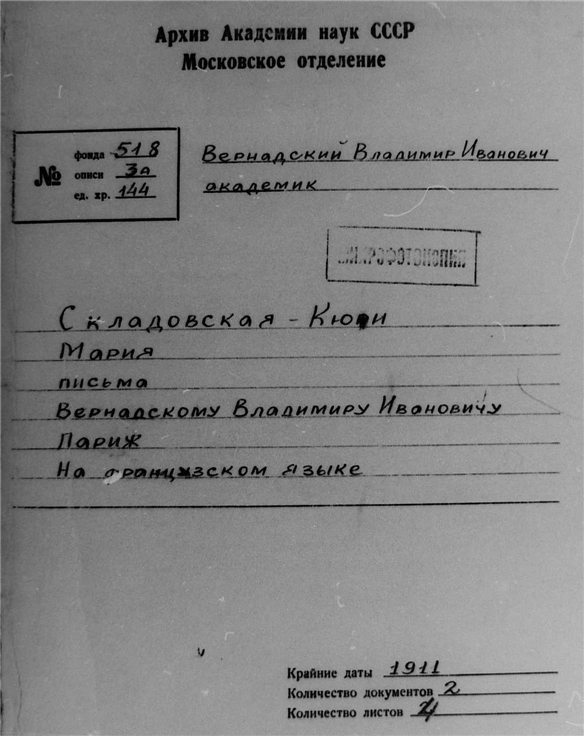 Архив Академии наук СССР
Московское отделение
№
фонда 518
описи 3а
ед. хр. 144
Вернадский Владимир Иванович
академик
Складовская - Кюри
Мария
письма
Вернадскому Владимиру Ивановичу
Париж
На французском языке
Крайние даты 1911
Количество документов 2
Количество листов 4